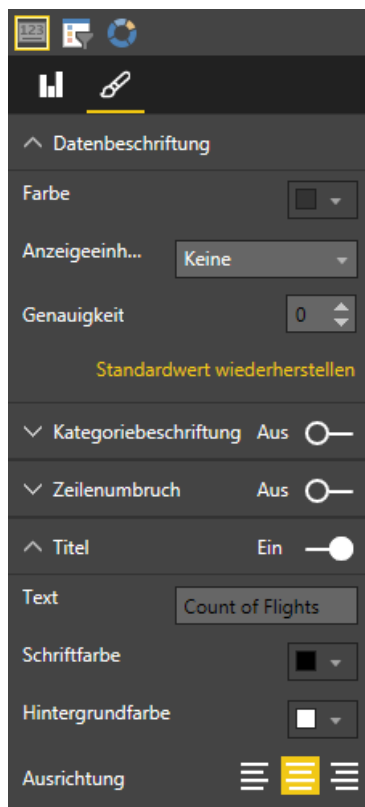 123
Datenbeschriftung
Farbe
Anzeigeeinh... Keine
Genauigkeit 0
Standardwert wiederherstellen
Kategoriebeschriftung Aus
Zeilenumbruch Aus
Titel Ein
Text Count of Flights
Schriftfarbe
Hintergrundfarbe
Ausrichtung